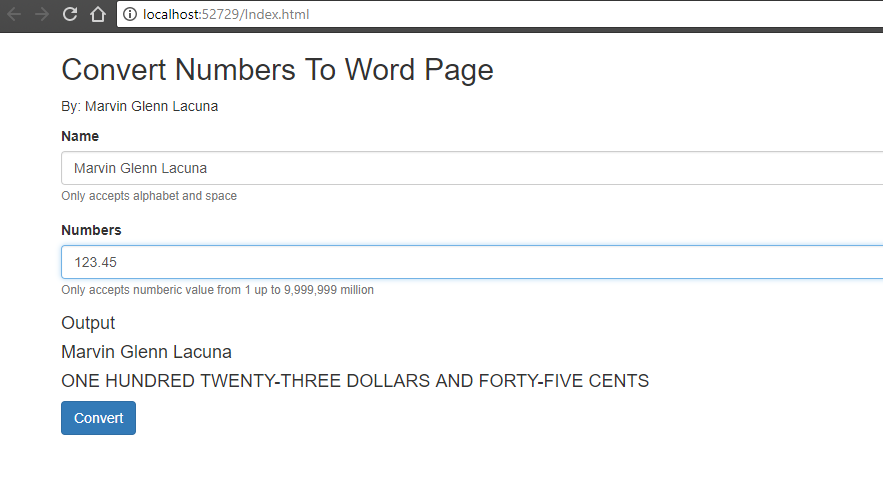 localhost:52729/Index.html
Convert Numbers To Word Page
By: Marvin Glenn Lacuna
Name
Marvin Glenn Lacuna
Only accepts alphabet and space
Numbers
123.45
Only accepts numberic value from 1 up to 9,999,999 million
Output
Marvin Glenn Lacuna
ONE HUNDRED TWENTY-THREE DOLLARS AND FORTY-FIVE CENTS
Convert